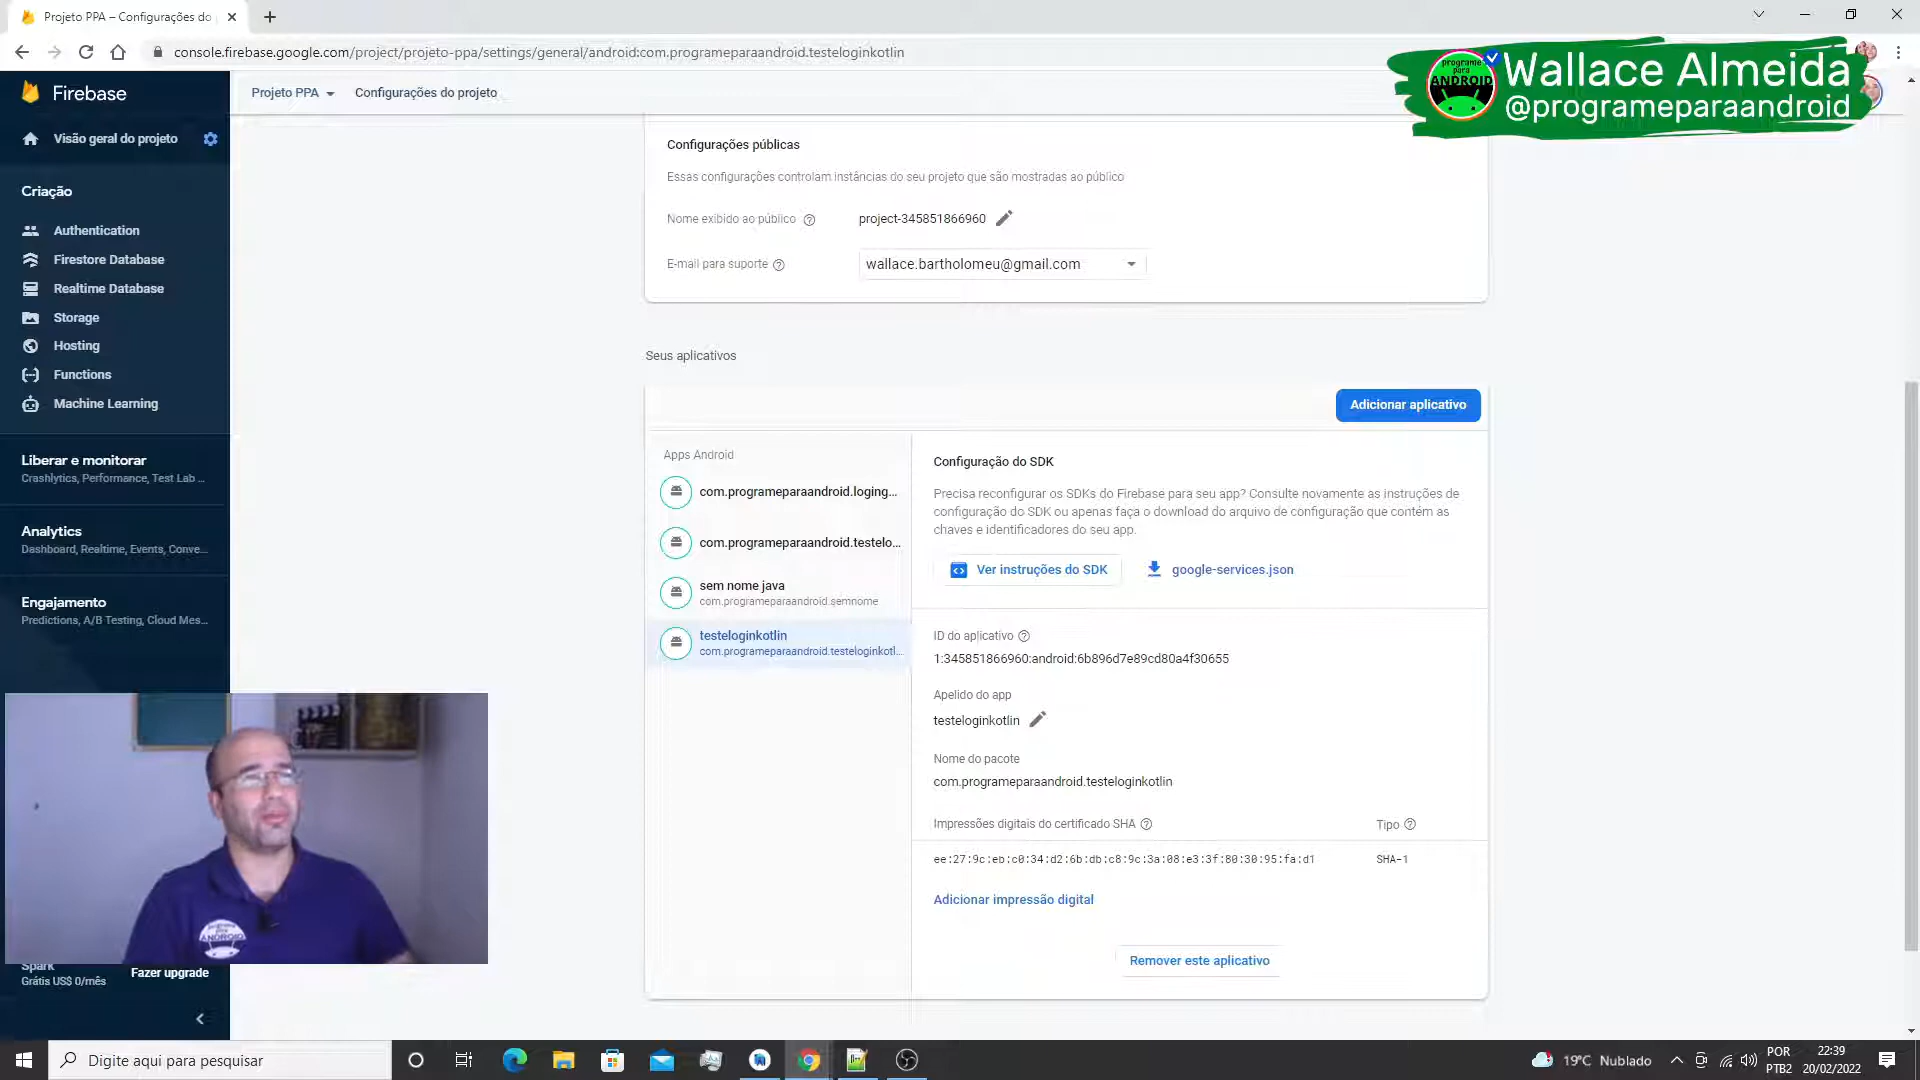 Projeto PPA – Configurações do
console.firebase.google.com/project/projeto-ppa/settings/general/android:com.programeparaandroid.testeloginkotlin
programe
para
ANDROID
Wallace Almeida
@programeparaandroid
Firebase
Projeto PPA
Configurações do projeto
Visão geral do projeto
Criação
Authentication
Firestore Database
Realtime Database
Storage
Hosting
Functions
Machine Learning
Liberar e monitorar
Crashlytics, Performance, Test Lab ...
Analytics
Dashboard, Realtime, Events, Conve...
Engajamento
Predictions, A/B Testing, Cloud Mes...
Spark
Grátis US$ 0/mês
Fazer upgrade
Configurações públicas
Essas configurações controlam instâncias do seu projeto que são mostradas ao público
Nome exibido ao público
project-345851866960
E-mail para suporte
wallace.bartholomeu@gmail.com
Seus aplicativos
Adicionar aplicativo
Apps Android
com.programeparaandroid.loging...
com.programeparaandroid.testelo...
sem nome java
com.programeparaandroid.semnome
testeloginkotlin
com.programeparaandroid.testeloginkotl...
Configuração do SDK
Precisa reconfigurar os SDKs do Firebase para seu app? Consulte novamente as instruções de
configuração do SDK ou apenas faça o download do arquivo de configuração que contém as
chaves e identificadores do seu app.
Ver instruções do SDK
google-services.json
ID do aplicativo
1:345851866960:android:6b896d7e89cd80a4f30655
Apelido do app
testeloginkotlin
Nome do pacote
com.programeparaandroid.testeloginkotlin
Impressões digitais do certificado SHA
Tipo
ee:27:9c:eb:c0:34:d2:6b:db:c8:9c:3a:08:e3:3f:80:30:95:fa:d1
SHA-1
Adicionar impressão digital
Remover este aplicativo
ANDROID
Digite aqui para pesquisar
19°C Nublado
POR
PTB2
22:39
20/02/2022